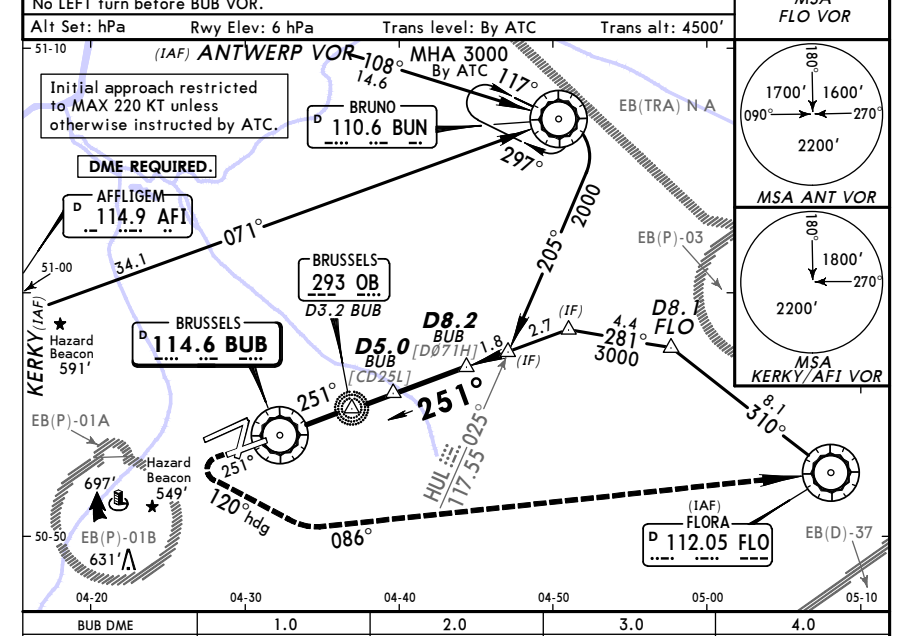 No LEFT turn before BUB VOR.
MSA
FLO VOR
Alt Set: hPa Rwy Elev: 6 hPa Trans level: By ATC Trans alt: 4500'
51-10
(IAF) ANTWERP VOR
108°
14.6
MHA 3000
By ATC
117°
297°
Initial approach restricted
to MAX 220 KT unless
otherwise instructed by ATC.
BRUNO
D 110.6 BUN
EB(TRA) N A
180°
1700' 1600'
090° 270°
2200'
MSA ANT VOR
DME REQUIRED.
AFFLIGEM
D 114.9 AFI
071°
34.1
2000
205°
EB(P)-03
180°
1800'
270°
2200'
MSA
KERKY/AFI VOR
51-00
KERKY (IAF)
Hazard
Beacon
591'
BRUSSELS
293 OB
D3.2 BUB
BRUSSELS
D 114.6 BUB
D5.0
BUB
[CD25L]
D8.2
BUB
[DØ71H]
1.8
(IF)
2.7
(IF)
4.4
281°
3000
D8.1
FLO
8.1
310°
251°
251°
251°
HUL
117.55 025°
EB(P)-01A
697'
Hazard
Beacon
549'
EB(P)-01B
631'
120° hdg
086°
(IAF)
FLORA
D 112.05 FLO
EB(D)-37
50-50
04-20 04-30 04-40 04-50 05-00 05-10
BUB DME 1.0 2.0 3.0 4.0